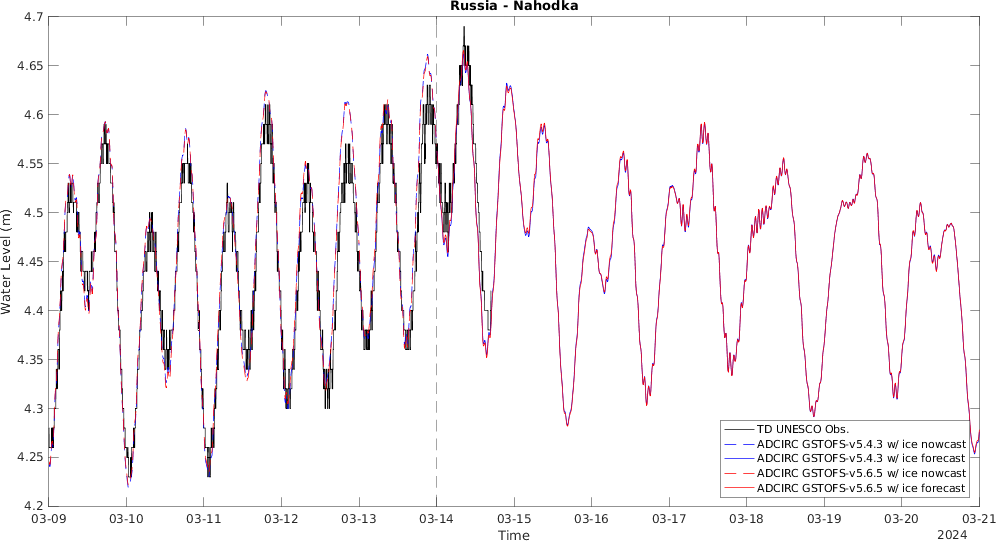 Russia - Nahodka
4.7
4.65
4.6
4.55
4.5
4.45
4.4
4.35
4.3
4.25
4.2
Water Level (m)
TD UNESCO Obs.
ADCIRC GSTOFS-v5.4.3 w/ ice nowcast
ADCIRC GSTOFS-v5.4.3 w/ ice forecast
ADCIRC GSTOFS-v5.6.5 w/ ice nowcast
ADCIRC GSTOFS-v5.6.5 w/ ice forecast
03-09 03-10 03-11 03-12 03-13 03-14 03-15 03-16 03-17 03-18 03-19 03-20 03-21
Time
2024